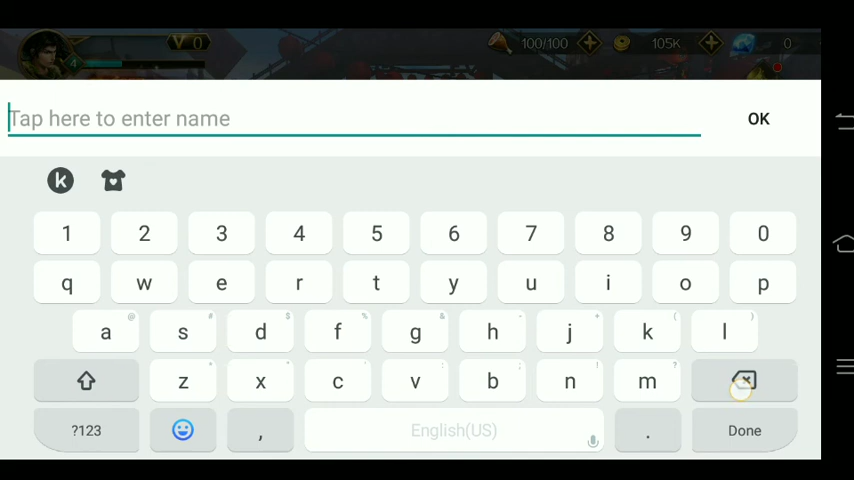 V 0
100/100
105K
0
4
Tap here to enter name
OK
k
1 2 3 4 5 6 7 8 9 0
q w e r t y u i o p
@ # $ % & - + ( )
a s d f g h j k l
* " ' : ; ! ?
z x c v b n m
?123 , English(US) . Done